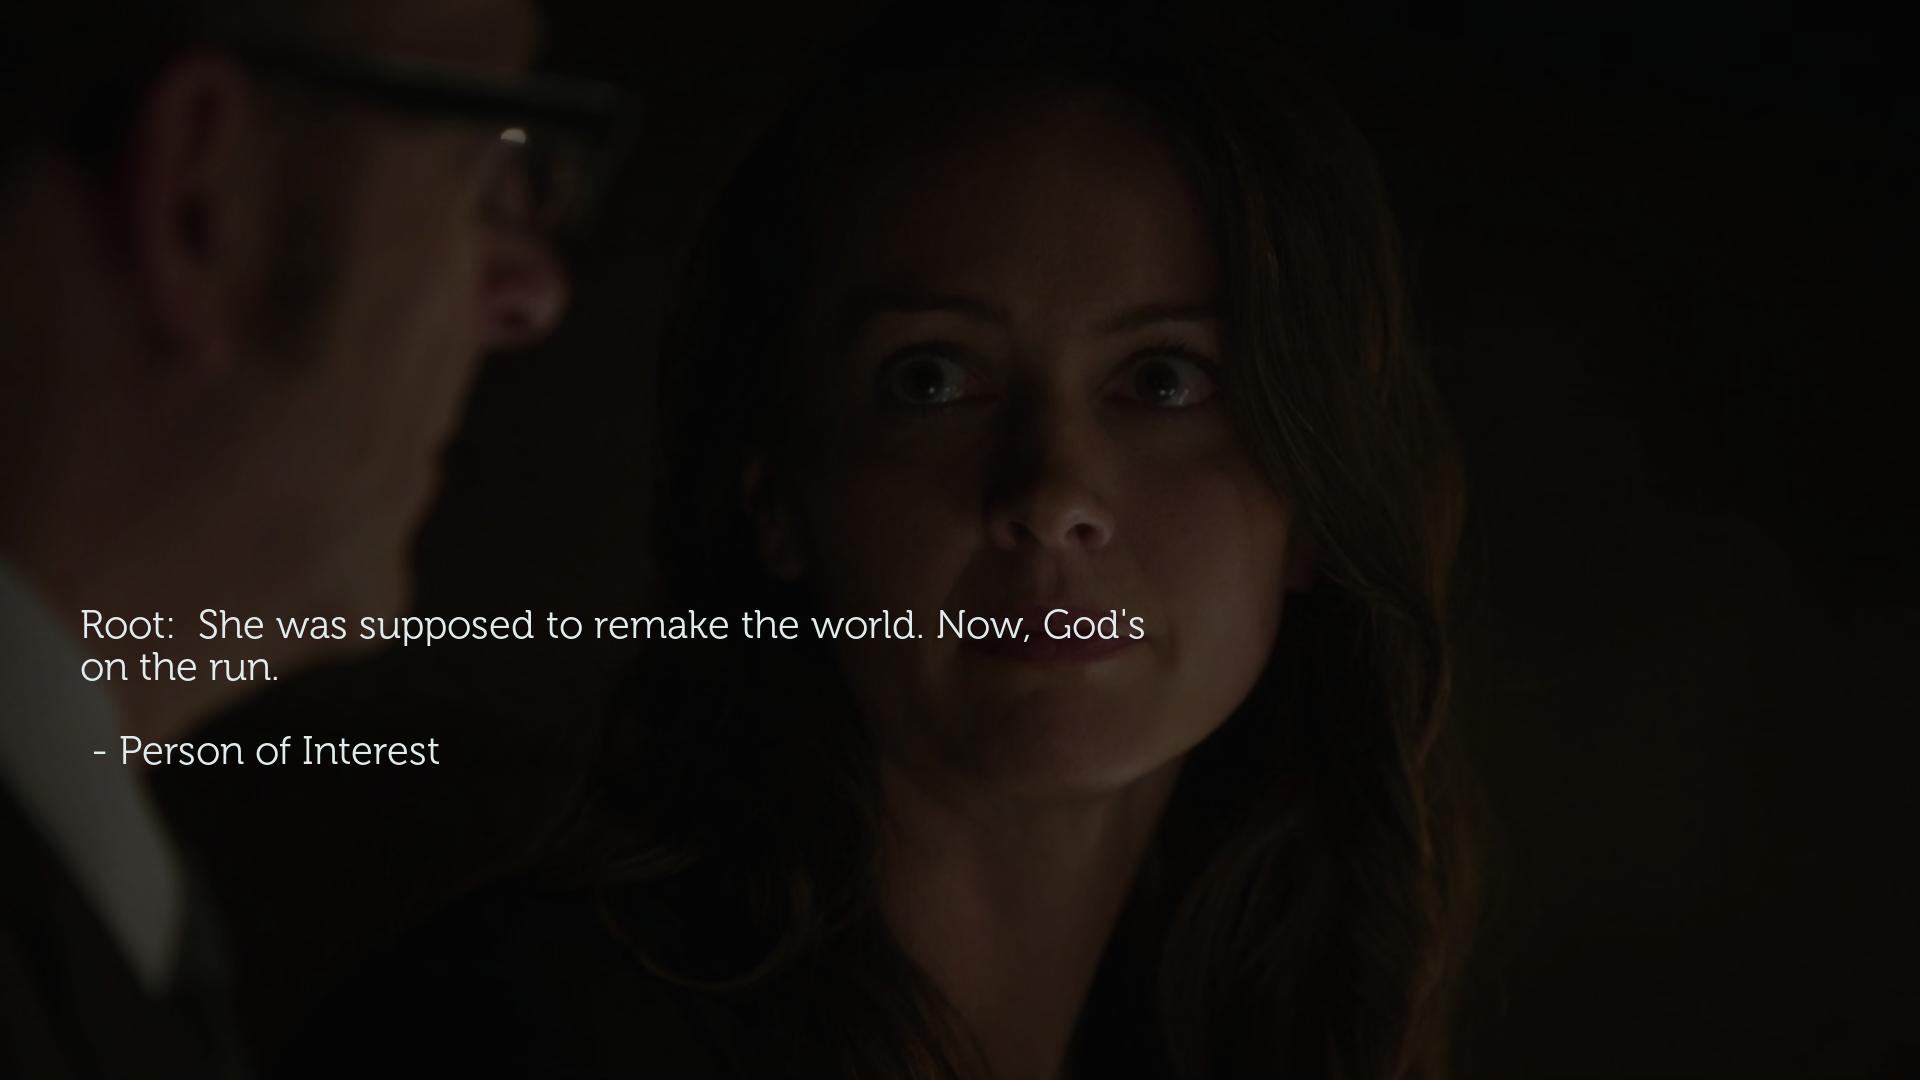 Root:  She was supposed to remake the world. Now, God's
on the run.
- Person of Interest